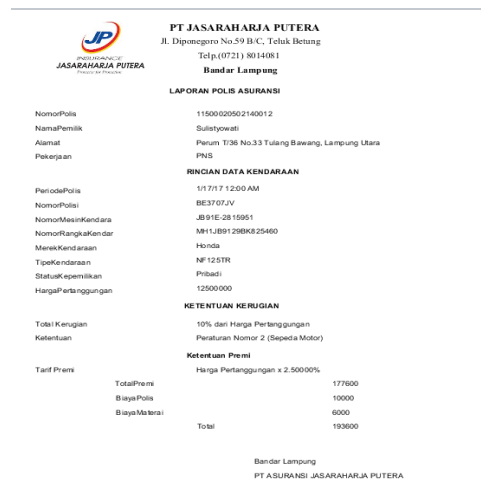 PT JASARAHARJA PUTERA
Jl. Diponegoro No.59 B/C, Teluk Betung
Telp.(0721) 8014081
Bandar Lampung
JP
INSURANCE
JASARAHARJA PUTERA
LAPORAN POLIS ASURANSI
NomorPolis 11500020502140012
NamaPemilik Sulistyowati
Alamat Perum T/36 No.33 Tulang Bawang, Lampung Utara
Pekerjaan PNS
RINCIAN DATA KENDARAAN
PeriodePolis 1/17/17 12:00 AM
NomorPolisi BE3707JV
NomorMesinKendara JB91E-2815951
NomorRangkaKendar MH1JB9129BK825460
MerekKendaraan Honda
TipeKendaraan NF125TR
StatusKepemilikan Pribadi
HargaPertanggungan 12500000
KETENTUAN KERUGIAN
Total Kerugian 10% dari Harga Pertanggungan
Ketentuan Peraturan Nomor 2 (Sepeda Motor)
Ketentuan Premi
Tarif Premi Harga Pertanggungan x 2.50000%
TotalPremi 177600
BiayaPolis 10000
BiayaMaterai 6000
Total 193600
Bandar Lampung
PT ASURANSI JASARAHARJA PUTERA